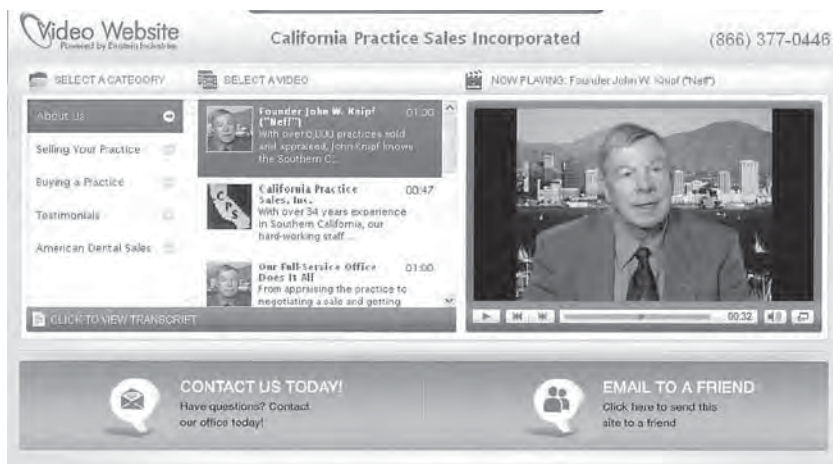 Video Website
Powered by Einstein Industries
California Practice Sales Incorporated
(866) 377-0446
SELECT A CATEGORY
SELECT A VIDEO
NOW PLAYING: Founder John W. Knipf ("Neff")
About Us
Selling Your Practice
Buying a Practice
Testimonials
American Dental Sales
Founder John W. Knipf 01:30
("Neff")
With over practices sold
and appraised, John Knipf knows
the Southern C...
CPS
California Practice 00:47
Sales, Inc.
With over 34 years experience
in Southern California, our
hard-working staff ...
Our Full-Service Office 01:00
Does It All
From appraising the practice to
negotiating a sale and getting
CLICK TO VIEW TRANSCRIPT
00:32
CONTACT US TODAY!
Have questions? Contact
our office today!
EMAIL TO A FRIEND
Click here to send this
site to a friend